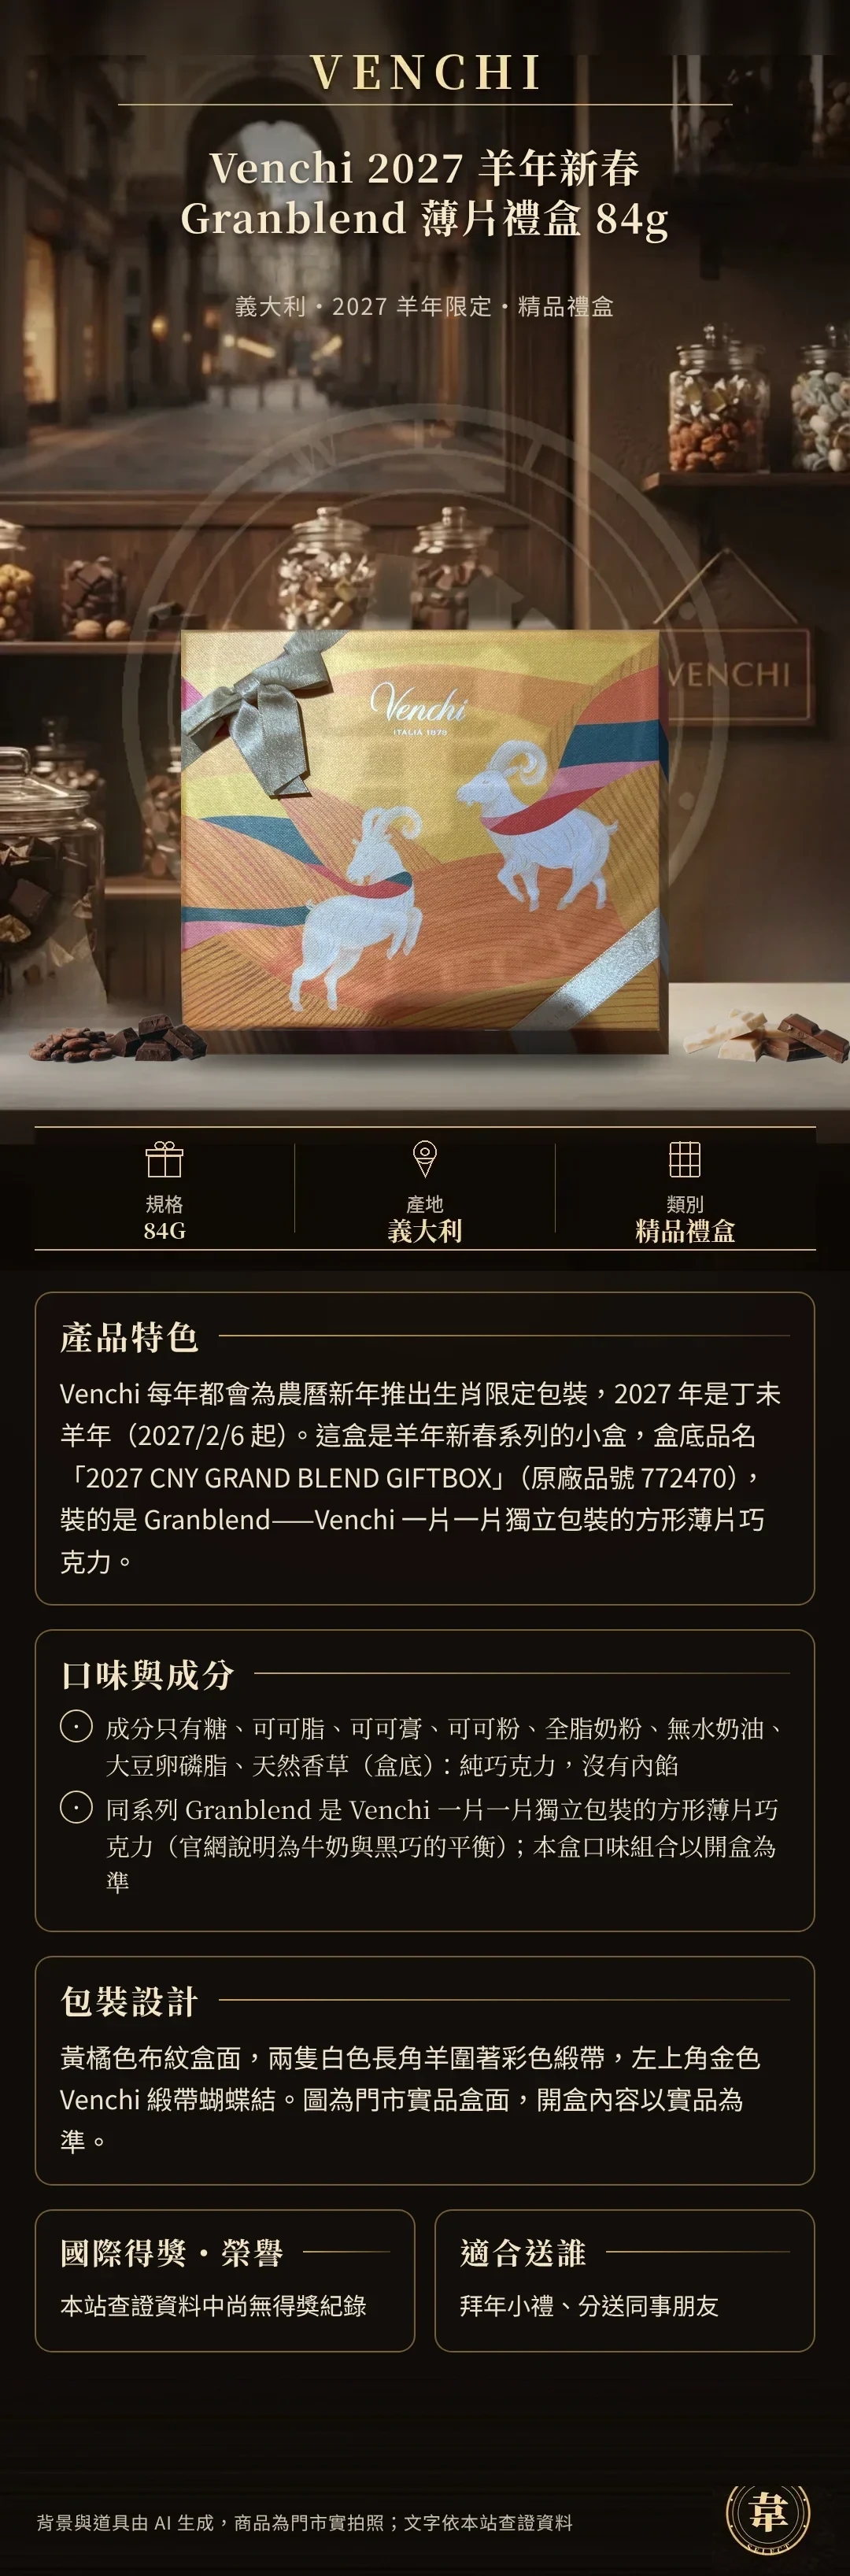 VENCHI
Venchi 2027 羊年新春
Granblend 薄片禮盒 84g
義大利・2027 羊年限定・精品禮盒
W E I
VENCHI
Venchi
ITALIA 1878
規格
84G
產地
義大利
類別
精品禮盒
產品特色
Venchi 每年都會為農曆新年推出生肖限定包裝，2027 年是丁未
羊年（2027/2/6 起）。這盒是羊年新春系列的小盒，盒底品名
「2027 CNY GRAND BLEND GIFTBOX」（原廠品號 772470），
裝的是 Granblend——Venchi 一片一片獨立包裝的方形薄片巧
克力。
口味與成分
成分只有糖、可可脂、可可膏、可可粉、全脂奶粉、無水奶油、
大豆卵磷脂、天然香草（盒底）：純巧克力，沒有內餡
同系列 Granblend 是 Venchi 一片一片獨立包裝的方形薄片巧
克力（官網說明為牛奶與黑巧的平衡）；本盒口味組合以開盒為
準
包裝設計
黃橘色布紋盒面，兩隻白色長角羊圍著彩色緞帶，左上角金色
Venchi 緞帶蝴蝶結。圖為門市實品盒面，開盒內容以實品為
準。
國際得獎・榮譽
本站查證資料中尚無得獎紀錄
適合送誰
拜年小禮、分送同事朋友
背景與道具由 AI 生成，商品為門市實拍照；文字依本站查證資料
韋
SELECT